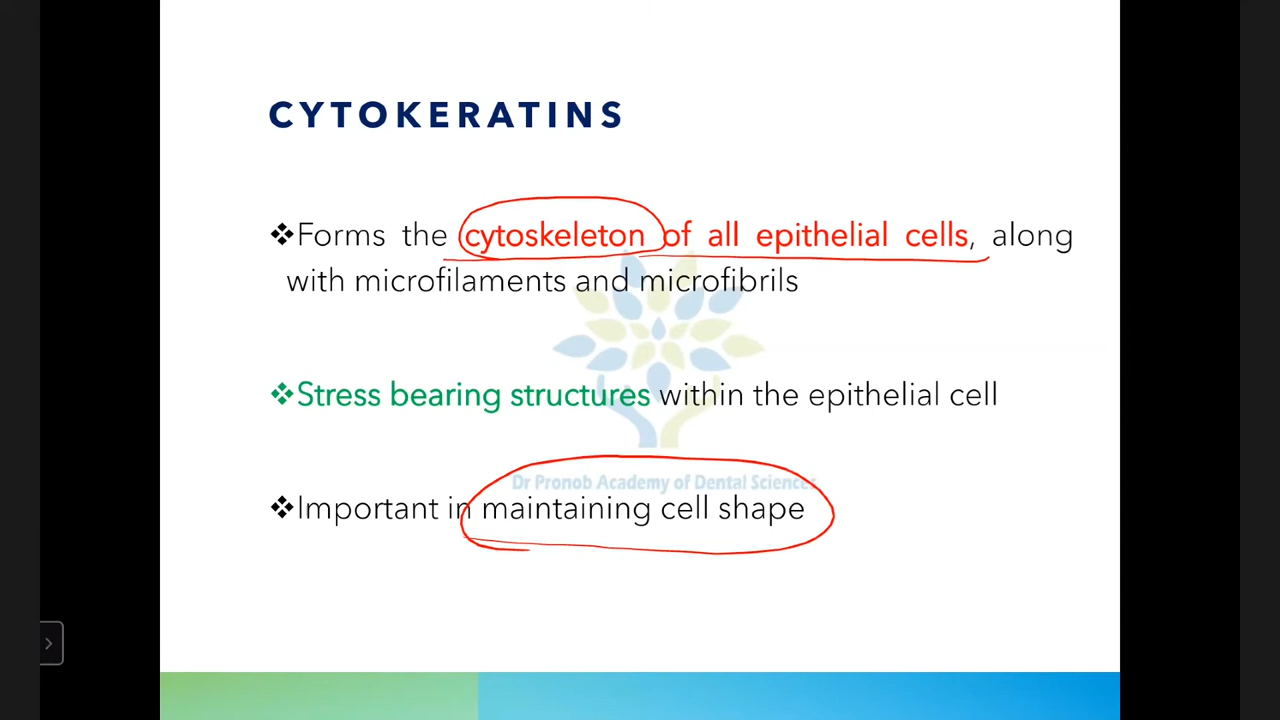 CYTOKERATINS
❖Forms the cytoskeleton of all epithelial cells, along
with microfilaments and microfibrils
❖Stress bearing structures within the epithelial cell
Dr Pronob Academy of Dental Sciences
❖Important in maintaining cell shape